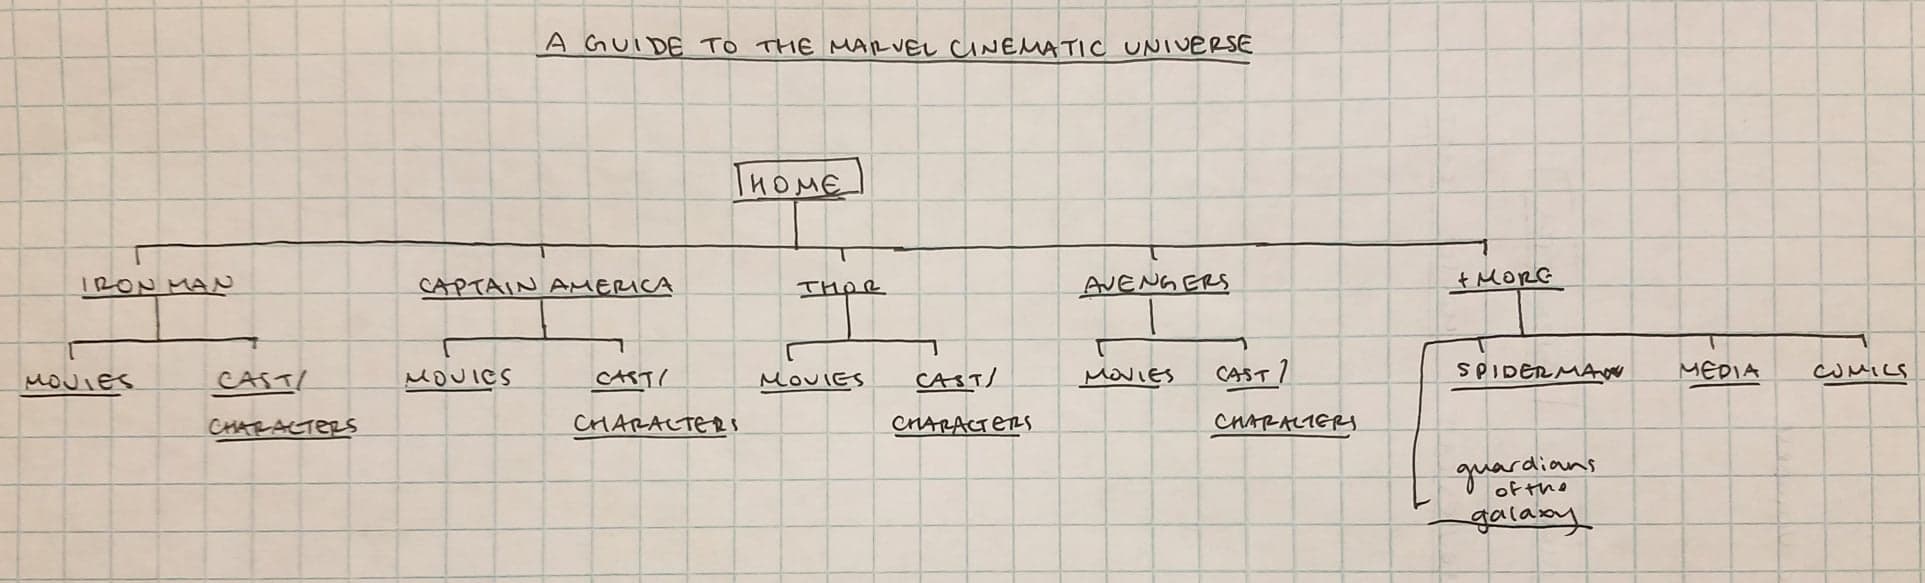 A GUIDE TO THE MARVEL CINEMATIC UNIVERSE
HOME
IRON MAN
CAPTAIN AMERICA
THOR
AVENGERS
+ MORE
MOVIES
CAST/
CHARACTERS
MOVIES
CAST/
CHARACTERS
MOVIES
CAST/
CHARACTERS
MOVIES
CAST/
CHARACTERS
SPIDERMAN
MEDIA
COMICS
guardians
of the
galaxy